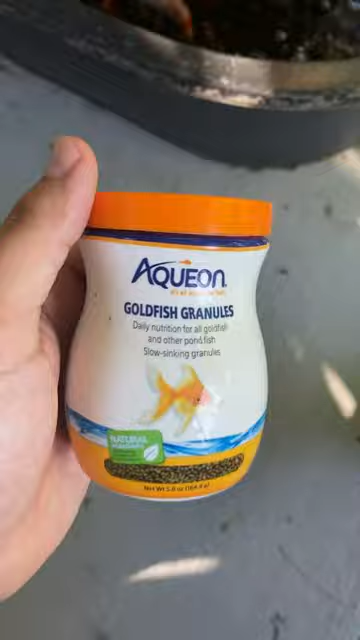 AQUEON
GOLDFISH GRANULES
Daily nutrition for all goldfish
and other pond fish
Slow-sinking granules
NATURAL
Net Wt 5.8 oz (164.4 g)